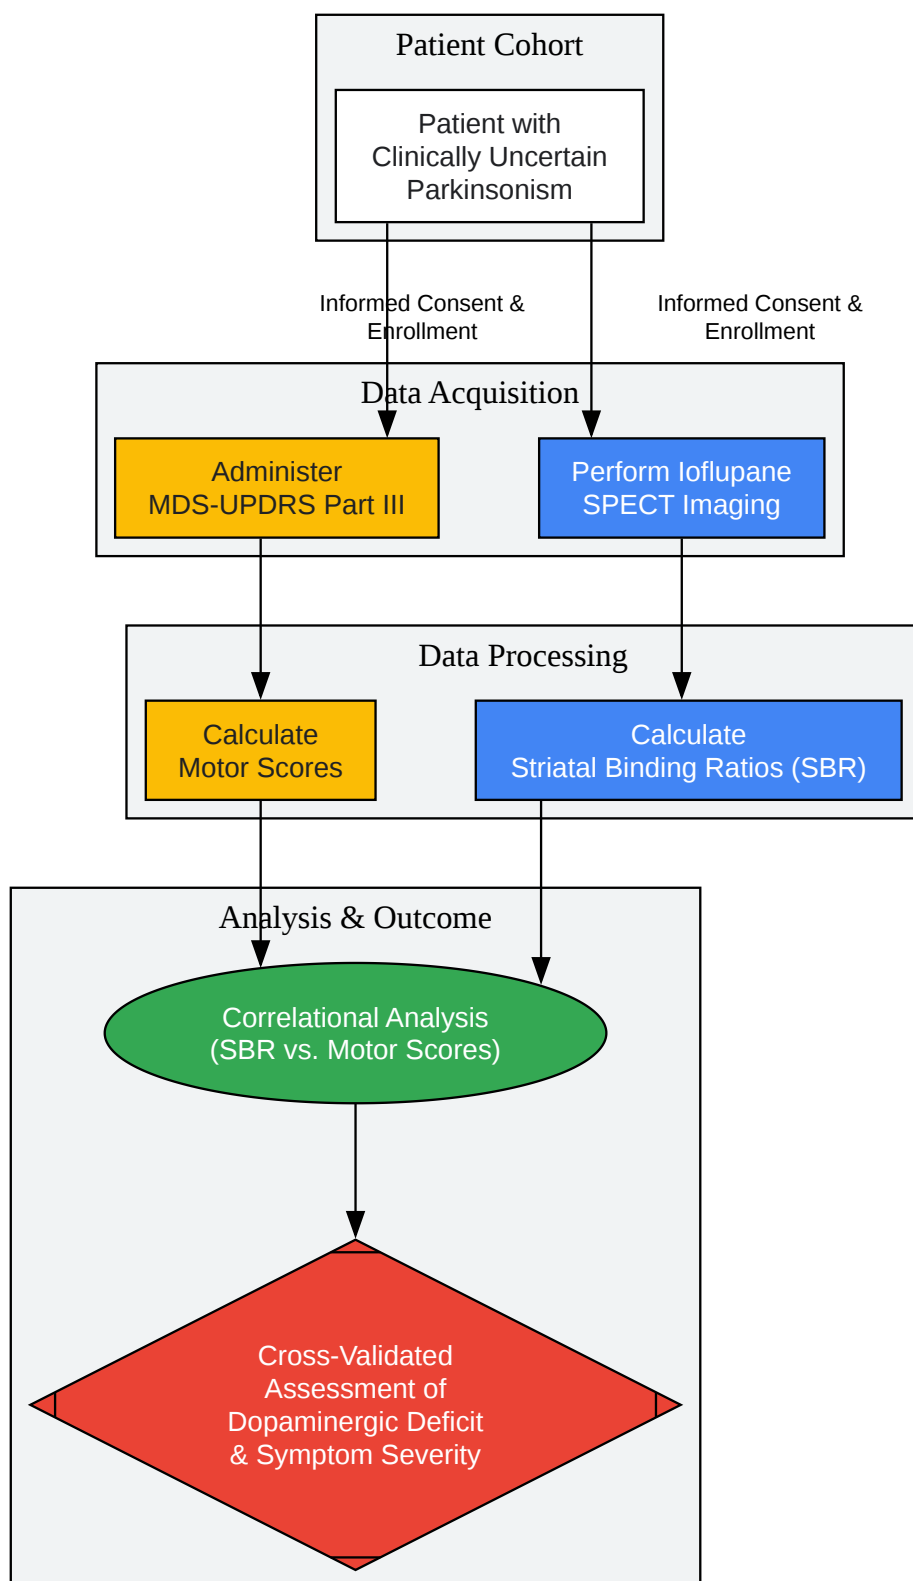 Patient Cohort
Patient with
Clinically Uncertain
Parkinsonism
Informed Consent &
Enrollment
Informed Consent &
Enrollment
Data Acquisition
Administer
MDS-UPDRS Part III
Perform Ioflupane
SPECT Imaging
Data Processing
Calculate
Motor Scores
Calculate
Striatal Binding Ratios (SBR)
Analysis & Outcome
Correlational Analysis
(SBR vs. Motor Scores)
Cross-Validated
Assessment of
Dopaminergic Deficit
& Symptom Severity